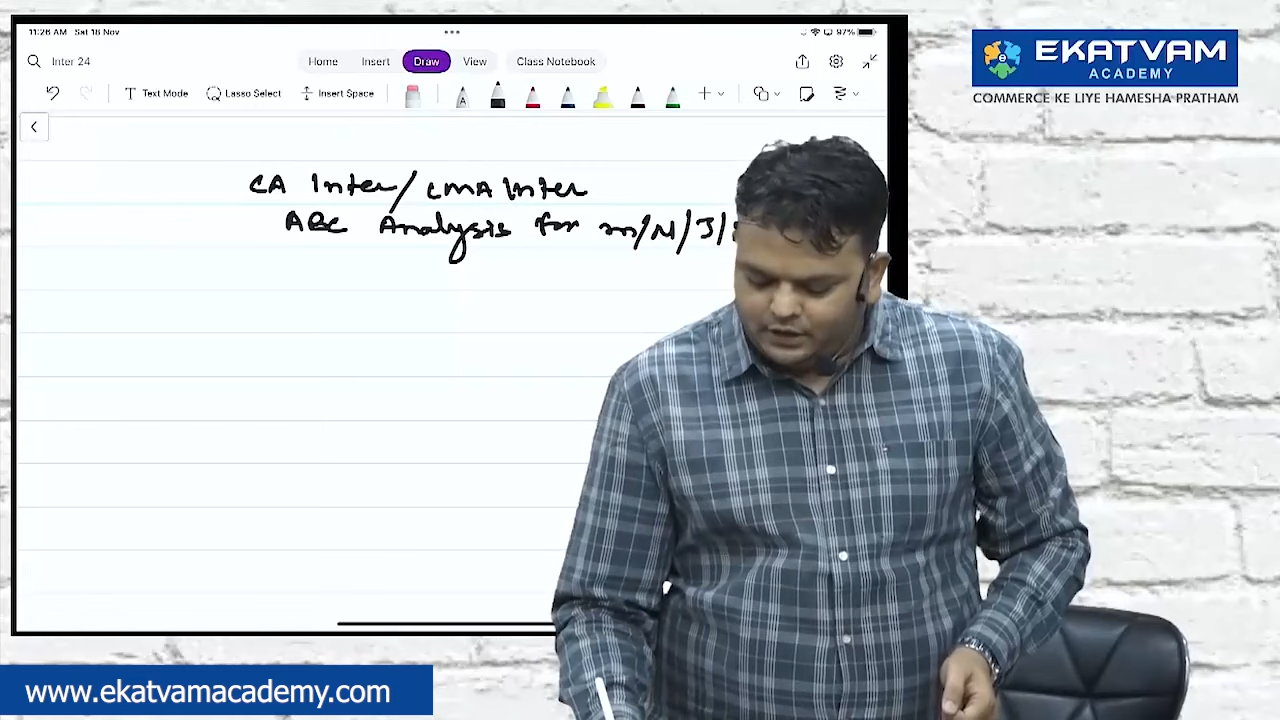 11:26 AM Sat 18 Nov
97%
Inter 24
Home Insert Draw View Class Notebook
Text Mode Lasso Select Insert Space
CA Inter/ CMA Inter
ABC Analysis for m/N/J/
EKATVAM
ACADEMY
COMMERCE KE LIYE HAMESHA PRATHAM
www.ekatvamacademy.com